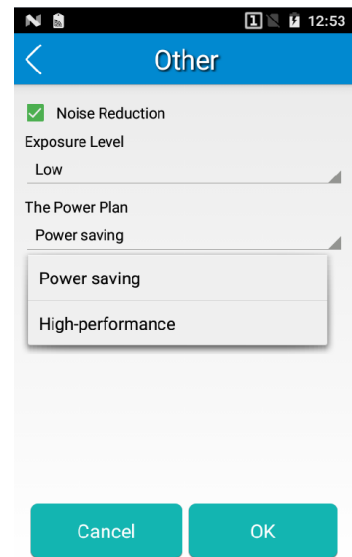 1 12:53
Other
Noise Reduction
Exposure Level
Low
The Power Plan
Power saving
Power saving
High-performance
Cancel
OK